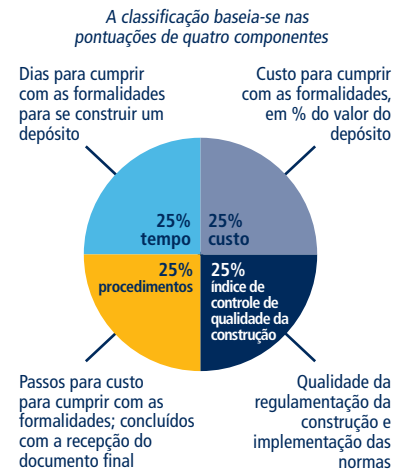 A classificação baseia-se nas
pontuações de quatro componentes
Dias para cumprir
com as formalidades
para se construir um
depósito
Custo para cumprir
com as formalidades,
em % do valor do
depósito
25%
tempo
25%
custo
25%
procedimentos
25%
índice de
controle de
qualidade da
construção
Passos para custo
para cumprir com as
formalidades; concluídos
com a recepção do
documento final
Qualidade da
regulamentação da
construção e
implementação das
normas